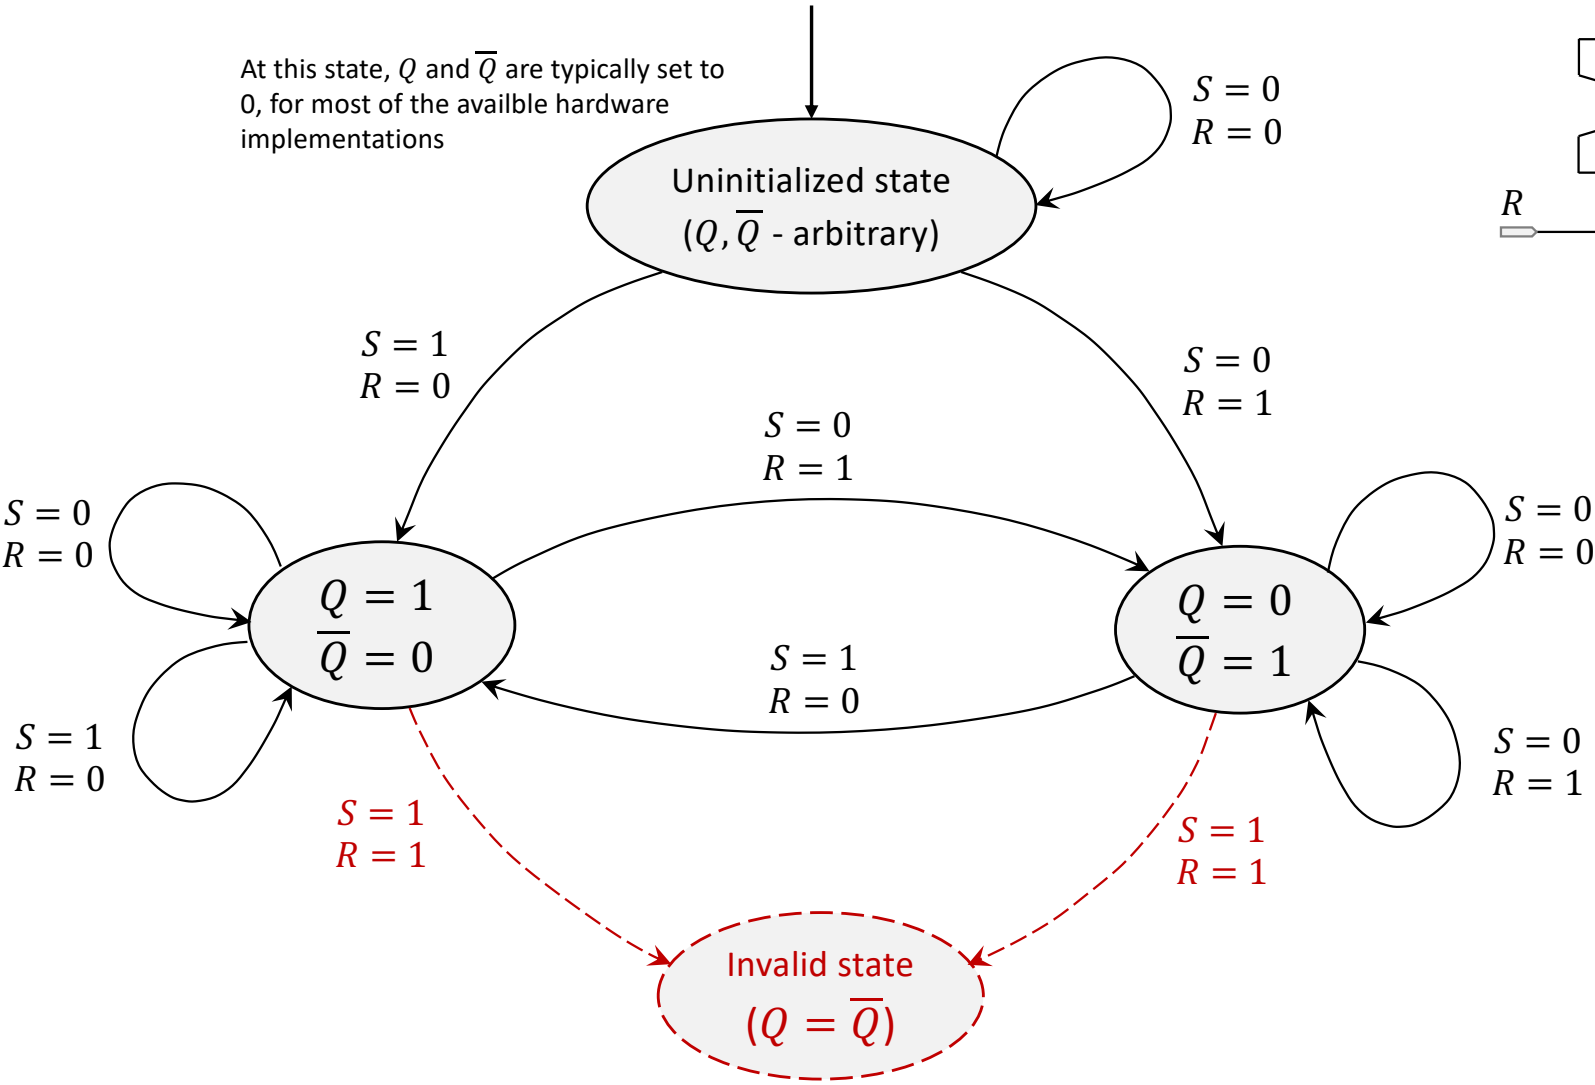 At this state, Q and Q̅ are typically set to
0, for most of the availble hardware
implementations
S = 0
R = 0
Uninitialized state
(Q, Q̅ - arbitrary)
R
S = 1
R = 0
S = 0
R = 1
S = 0
R = 1
S = 0
R = 0
Q = 1
Q̅ = 0
S = 1
R = 0
Q = 0
Q̅ = 1
S = 0
R = 0
S = 1
R = 0
S = 0
R = 1
S = 1
R = 1
S = 1
R = 1
Invalid state
(Q = Q̅)